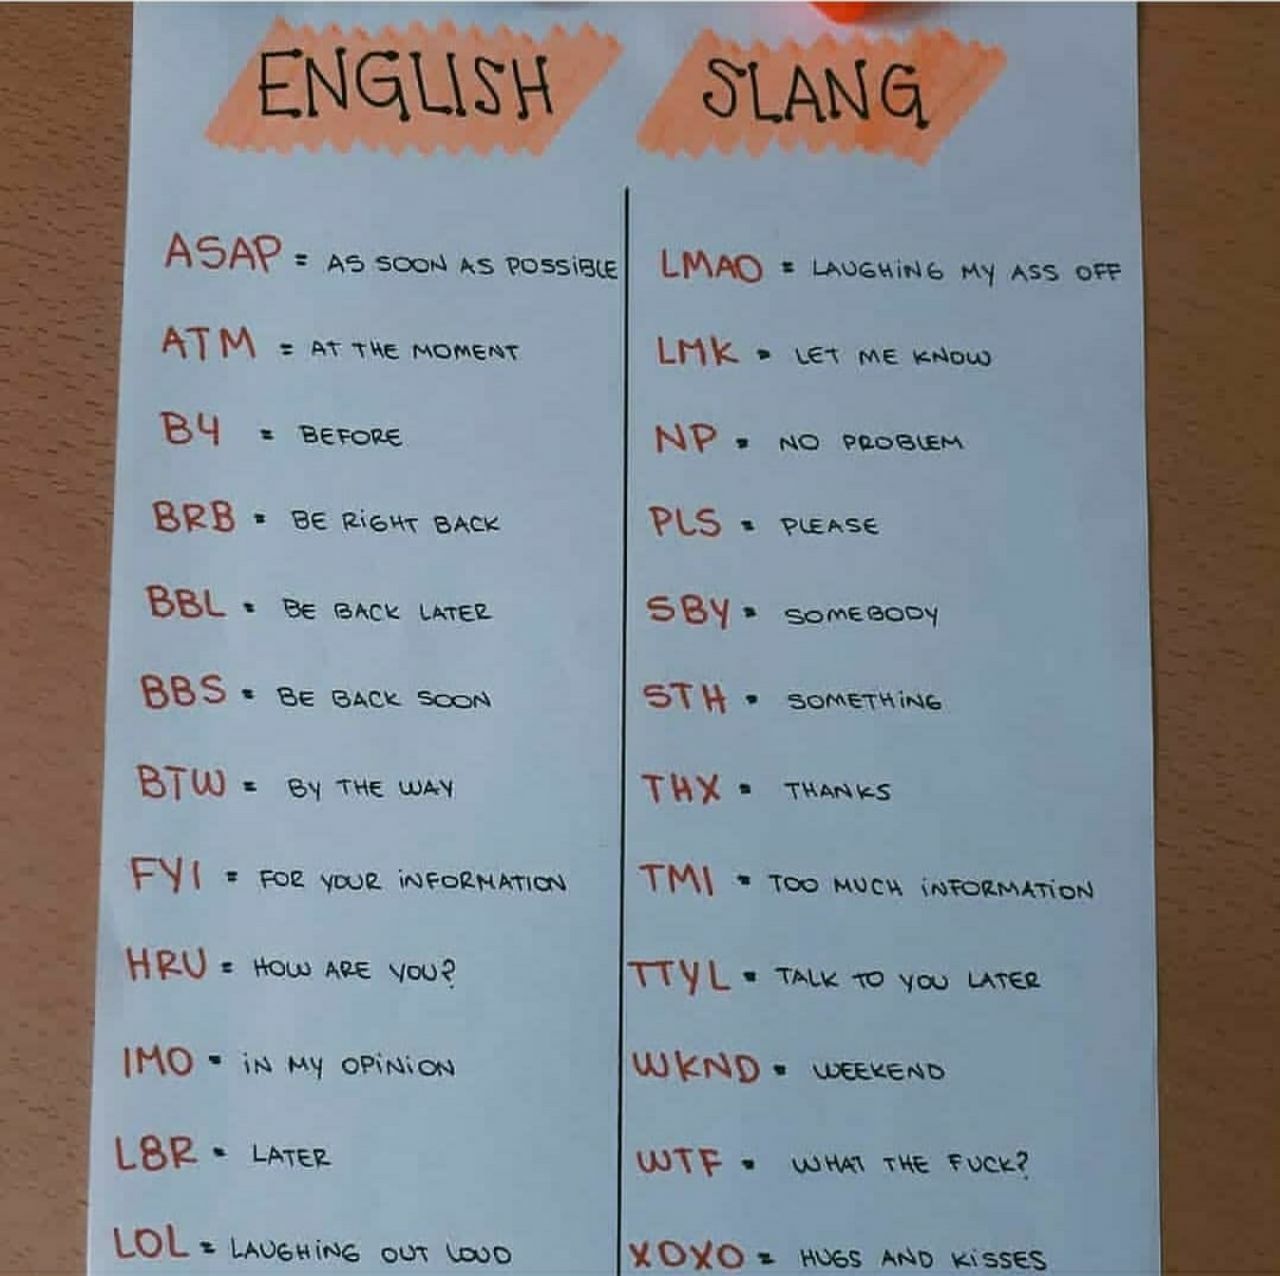 ENGLISH SLANG
ASAP = AS SOON AS POSSIBLE
ATM = AT THE MOMENT
B4 = BEFORE
BRB = BE RIGHT BACK
BBL = BE BACK LATER
BBS = BE BACK SOON
BTW = BY THE WAY
FYI = FOR YOUR INFORMATION
HRU = HOW ARE YOU?
IMO = IN MY OPINION
L8R = LATER
LOL = LAUGHING OUT LOUD
LMAO = LAUGHING MY ASS OFF
LMK = LET ME KNOW
NP = NO PROBLEM
PLS = PLEASE
SBY = SOMEBODY
STH = SOMETHING
THX = THANKS
TMI = TOO MUCH INFORMATION
TTYL = TALK TO YOU LATER
WKND = WEEKEND
WTF = WHAT THE FUCK?
XOXO = HUGS AND KISSES